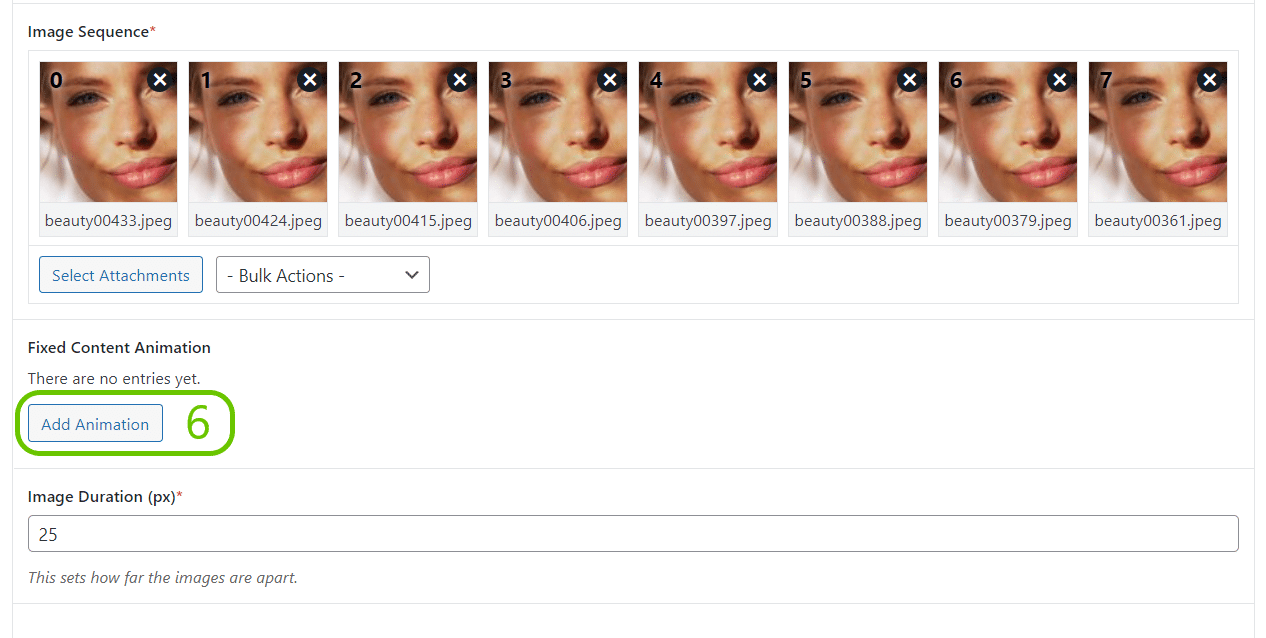 Image Sequence*
0 1 2 3 4 5 6 7
beauty00433.jpeg beauty00424.jpeg beauty00415.jpeg beauty00406.jpeg beauty00397.jpeg beauty00388.jpeg beauty00379.jpeg beauty00361.jpeg
Select Attachments - Bulk Actions -
Fixed Content Animation
There are no entries yet.
Add Animation 6
Image Duration (px)*
25
This sets how far the images are apart.